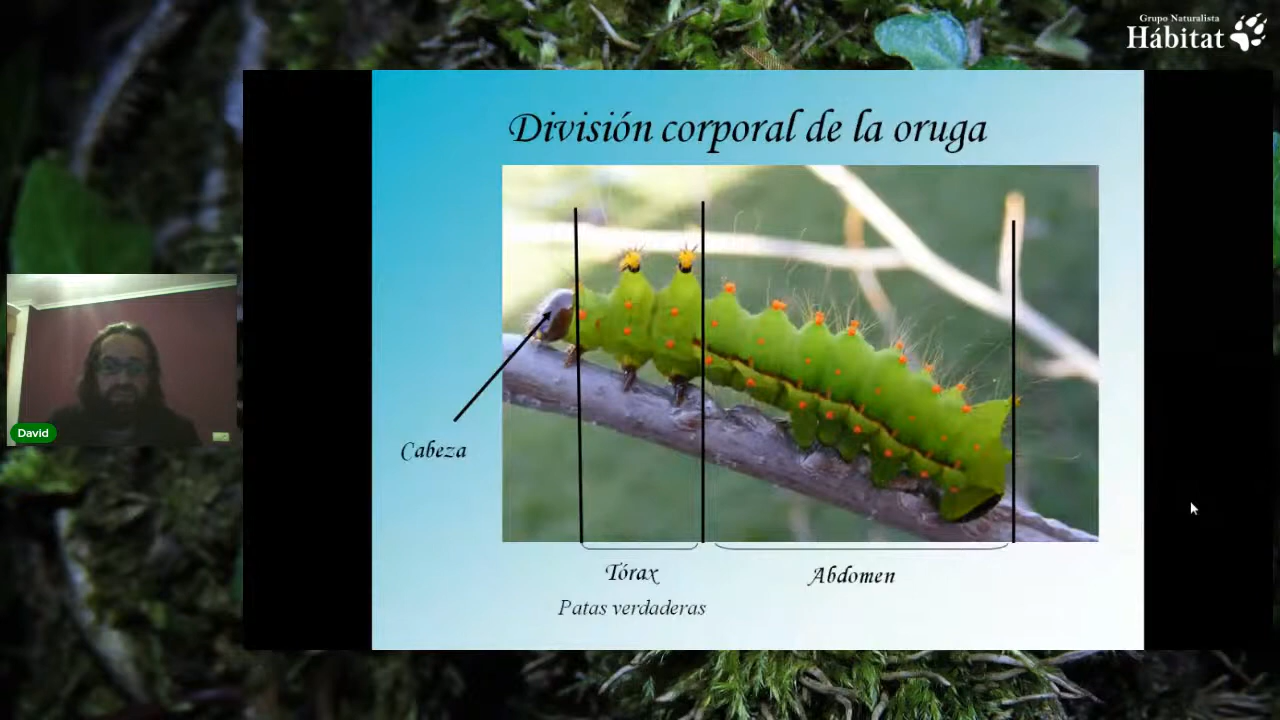 Grupo Naturalista
Hábitat
División corporal de la oruga
Cabeza
David
Tórax
Abdomen
Patas verdaderas